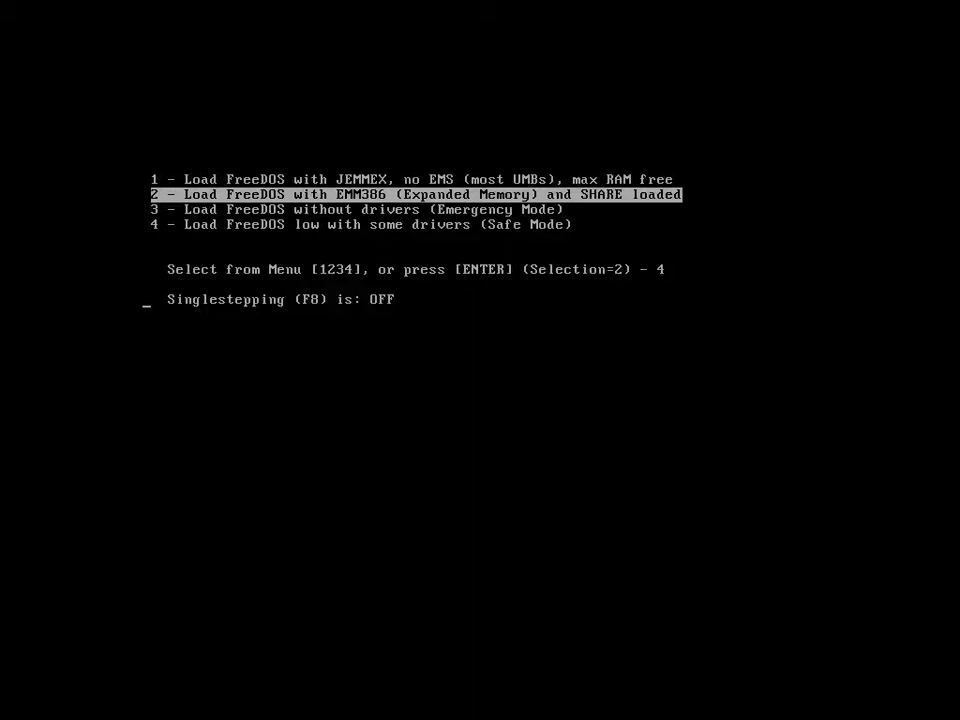 1 - Load FreeDOS with JEMMEX, no EMS (most UMBs), max RAM free
2 - Load FreeDOS with EMM386 (Expanded Memory) and SHARE loaded
3 - Load FreeDOS without drivers (Emergency Mode)
4 - Load FreeDOS low with some drivers (Safe Mode)
Select from Menu [1234], or press [ENTER] (Selection=2) - 4
_ Singlestepping (F8) is: OFF